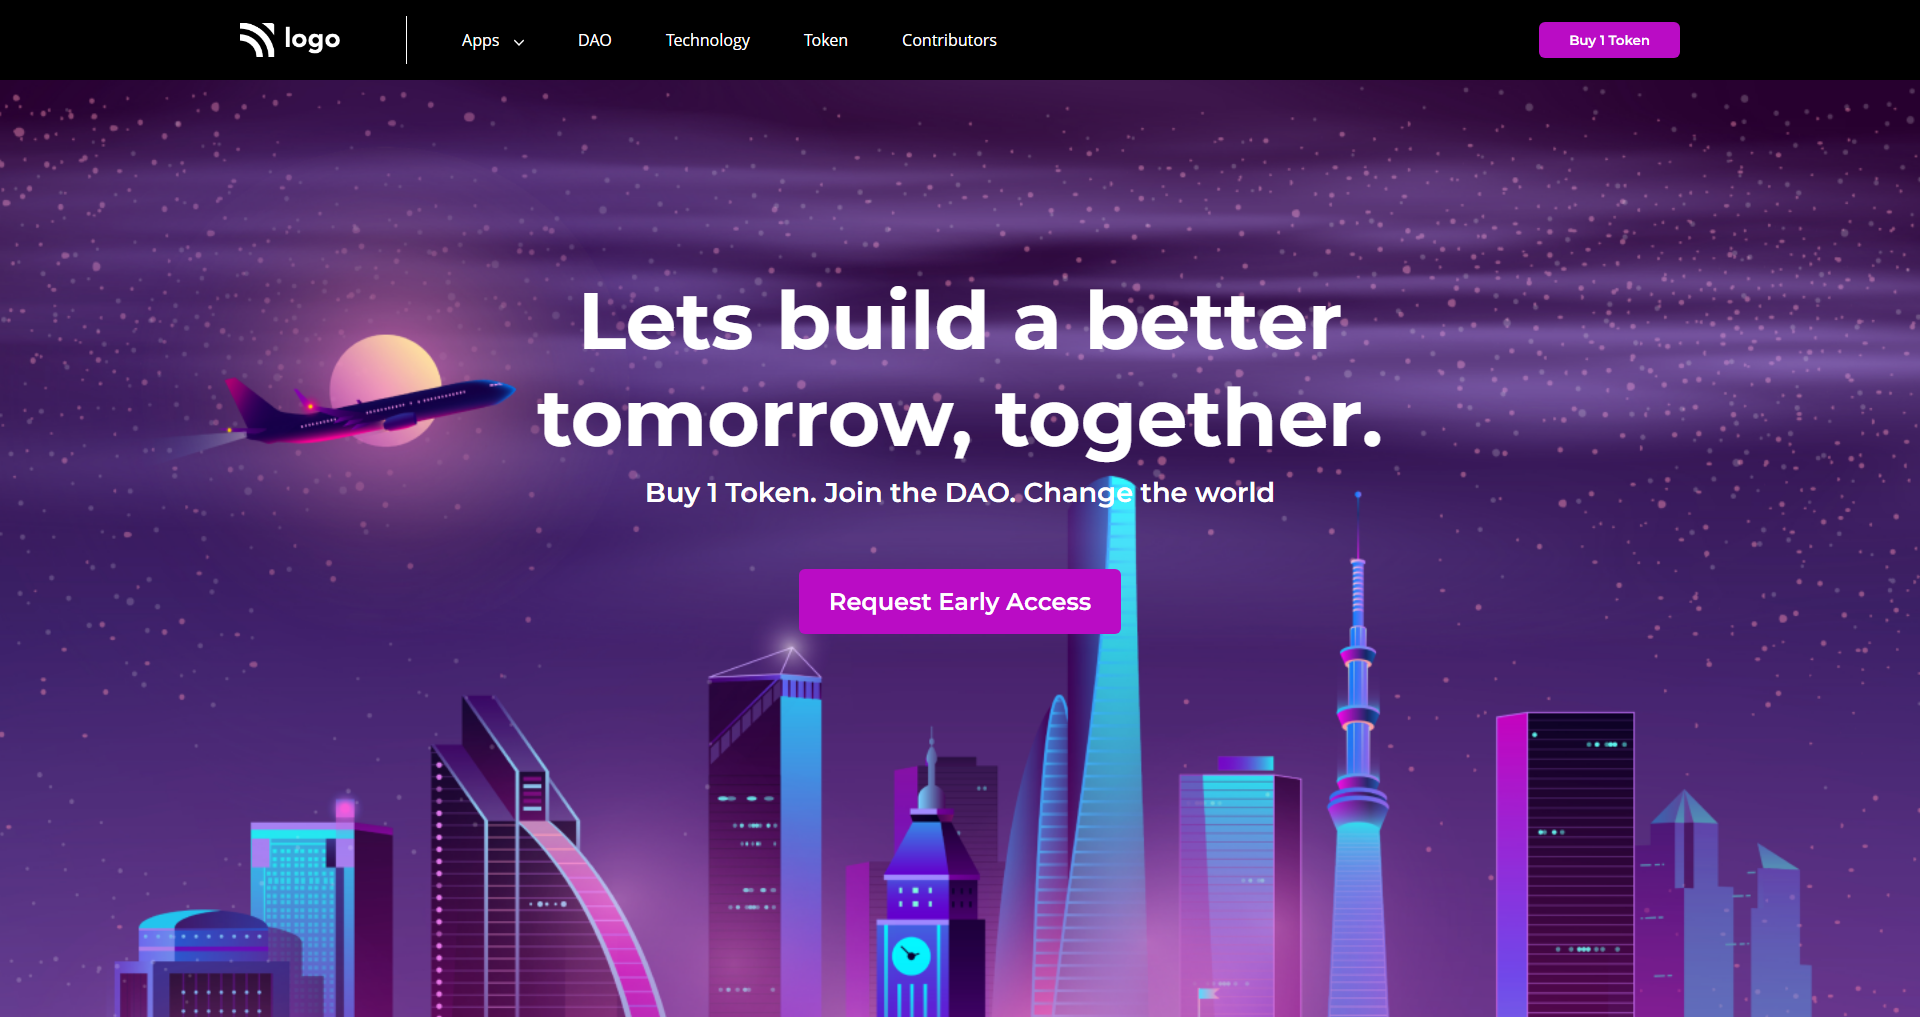 logo
Apps
DAO
Technology
Token
Contributors
Buy 1 Token
Lets build a better
tomorrow, together.
Buy 1 Token. Join the DAO. Change the world
Request Early Access